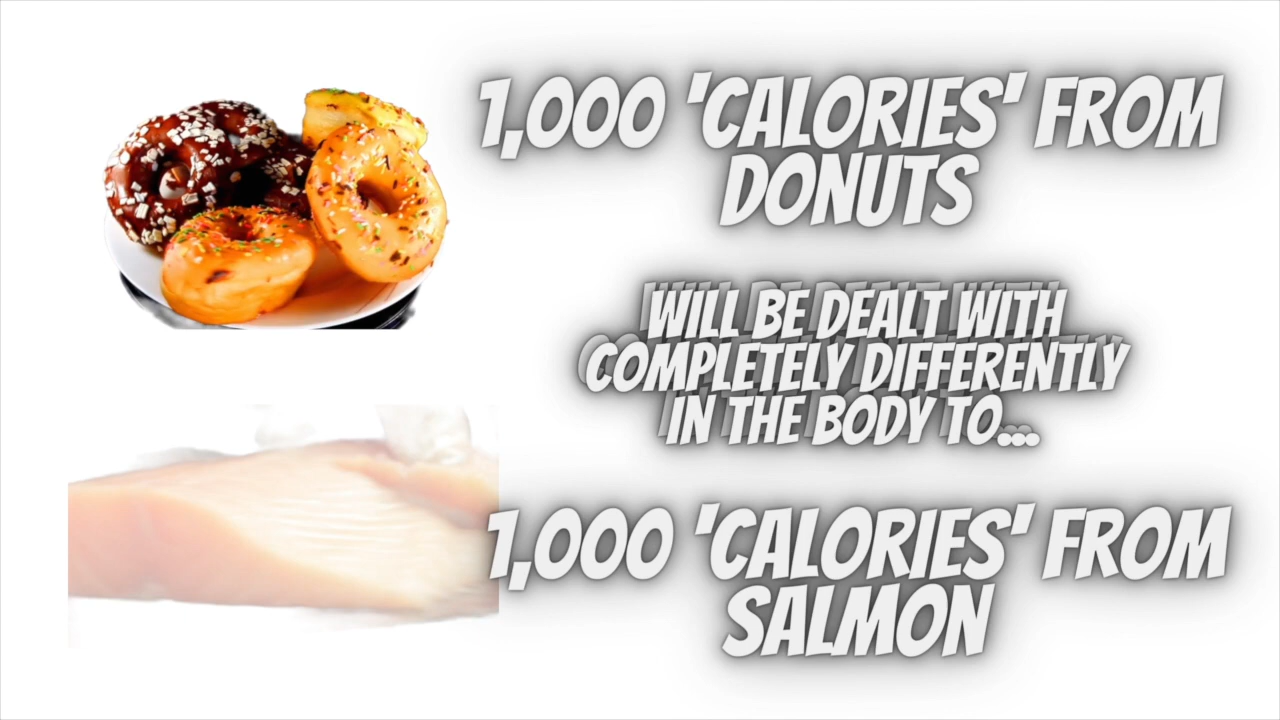 1,000 'CALORIES' FROM
DONUTS
WILL BE DEALT WITH
COMPLETELY DIFFERENTLY
IN THE BODY TO...
1,000 'CALORIES' FROM
SALMON